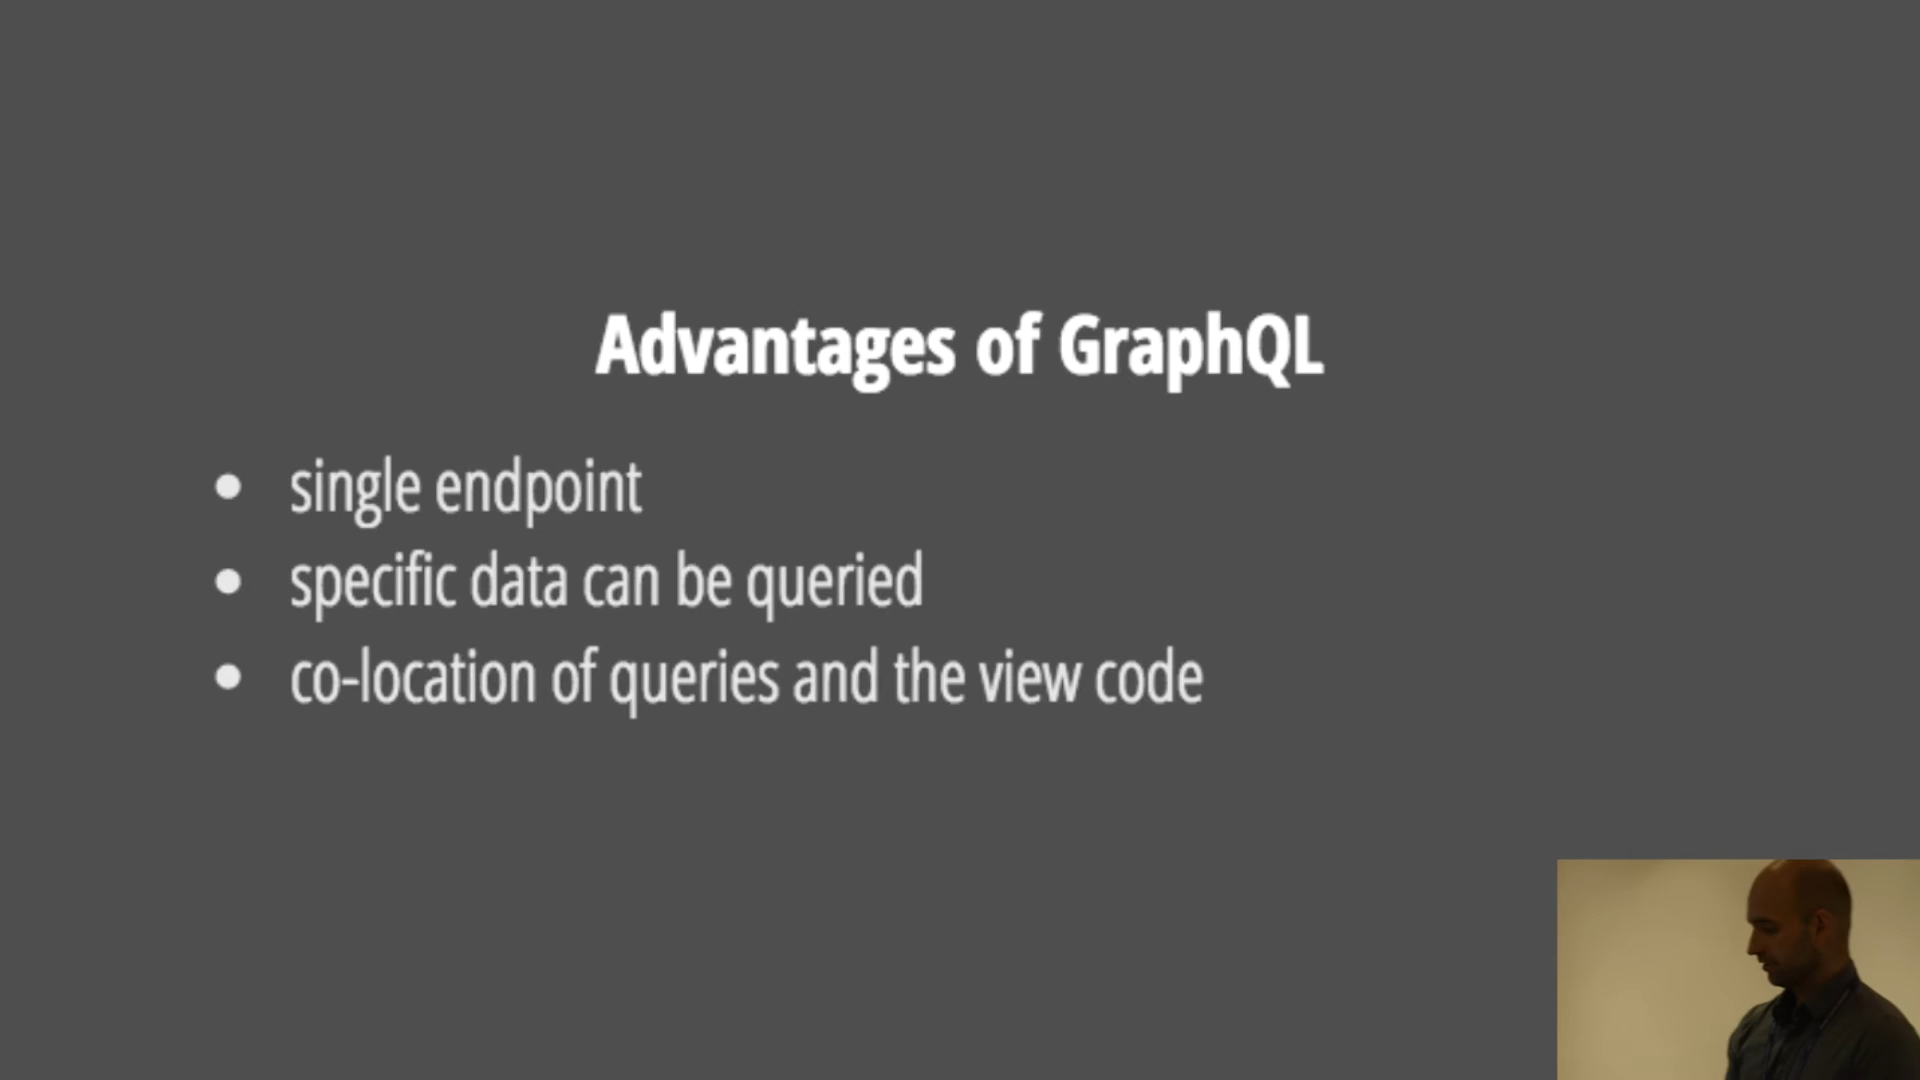 Advantages of GraphQL
• single endpoint
• specific data can be queried
• co-location of queries and the view code